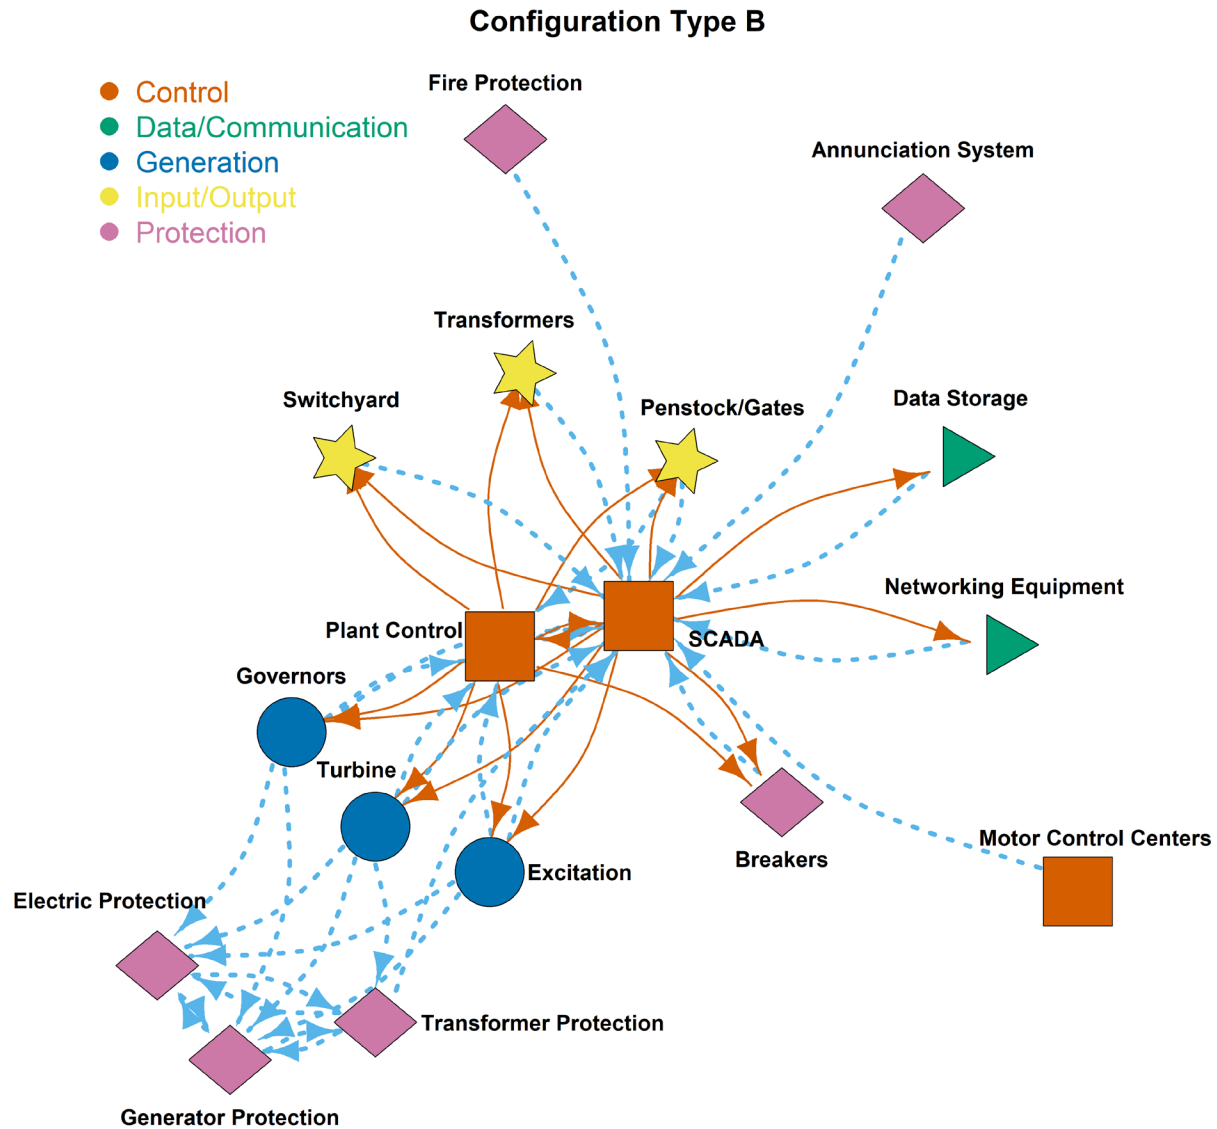 Configuration Type B
Fire Protection
Control
Data/Communication
Generation
Input/Output
Protection
Annunciation System
Transformers
Switchyard
Penstock/Gates
Data Storage
Networking Equipment
Plant Control
SCADA
Governors
Turbine
Motor Control Centers
Breakers
Excitation
Electric Protection
Transformer Protection
Generator Protection